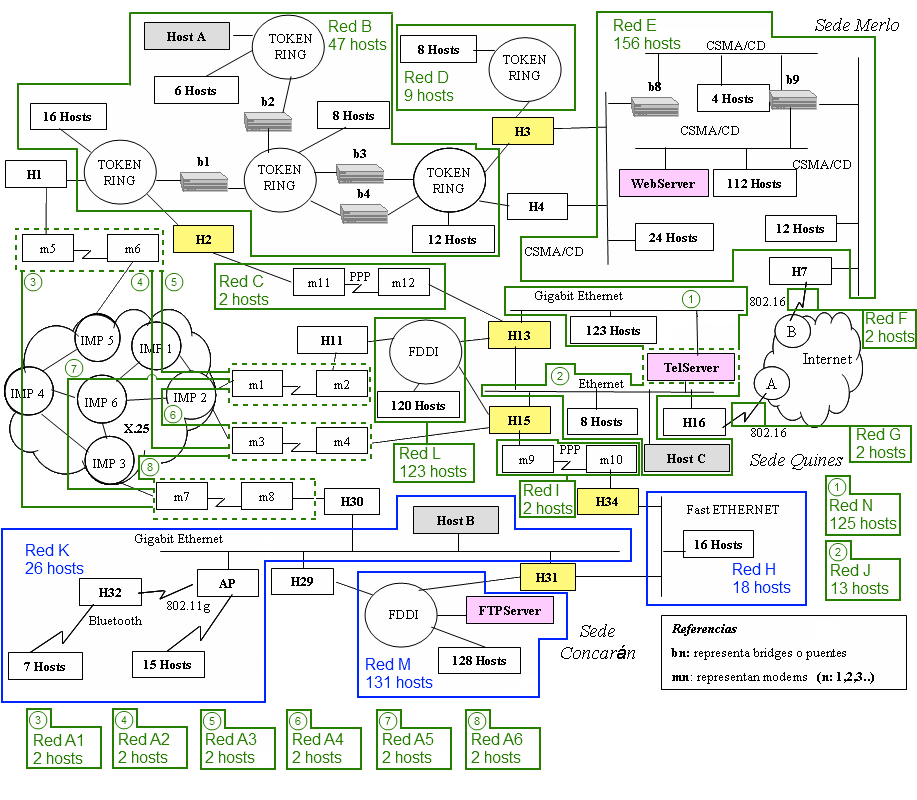 Host A
TOKEN RING
Red B
47 hosts
6 Hosts
b2
8 Hosts
16 Hosts
TOKEN RING
b1
TOKEN RING
b3
b4
TOKEN RING
12 Hosts
H1
H2
8 Hosts
TOKEN RING
Red D
9 hosts
H3
H4
Red E
156 hosts
Sede Merlo
CSMA/CD
b8
4 Hosts
b9
CSMA/CD
CSMA/CD
WebServer
112 Hosts
24 Hosts
12 Hosts
CSMA/CD
H7
m5
m6
3
4
5
Red C
2 hosts
m11
PPP
m12
Gigabit Ethernet
1
802.16
Red F
2 hosts
B
Internet
A
802.16
Red G
2 hosts
Sede Quines
H13
123 Hosts
TelServer
H11
FDDI
120 Hosts
Red L
123 hosts
2
Ethernet
8 Hosts
H15
H16
Host C
m9
PPP
m10
Red I
2 hosts
H34
IMP 5
IMP 1
IMP 4
IMP 6
IMP 2
IMP 3
X.25
7
6
8
m1
m2
m3
m4
m7
m8
H30
Host B
Gigabit Ethernet
Red K
26 hosts
H32
802.11g
AP
Bluetooth
7 Hosts
15 Hosts
H29
H31
FDDI
FTPServer
Red M
131 hosts
128 Hosts
Sede Concarán
Fast ETHERNET
16 Hosts
Red H
18 hosts
1
Red N
125 hosts
2
Red J
13 hosts
Referencias
bn: representa bridges o puentes
mn: representan modems (n: 1,2,3..)
3
Red A1
2 hosts
4
Red A2
2 hosts
5
Red A3
2 hosts
6
Red A4
2 hosts
7
Red A5
2 hosts
8
Red A6
2 hosts